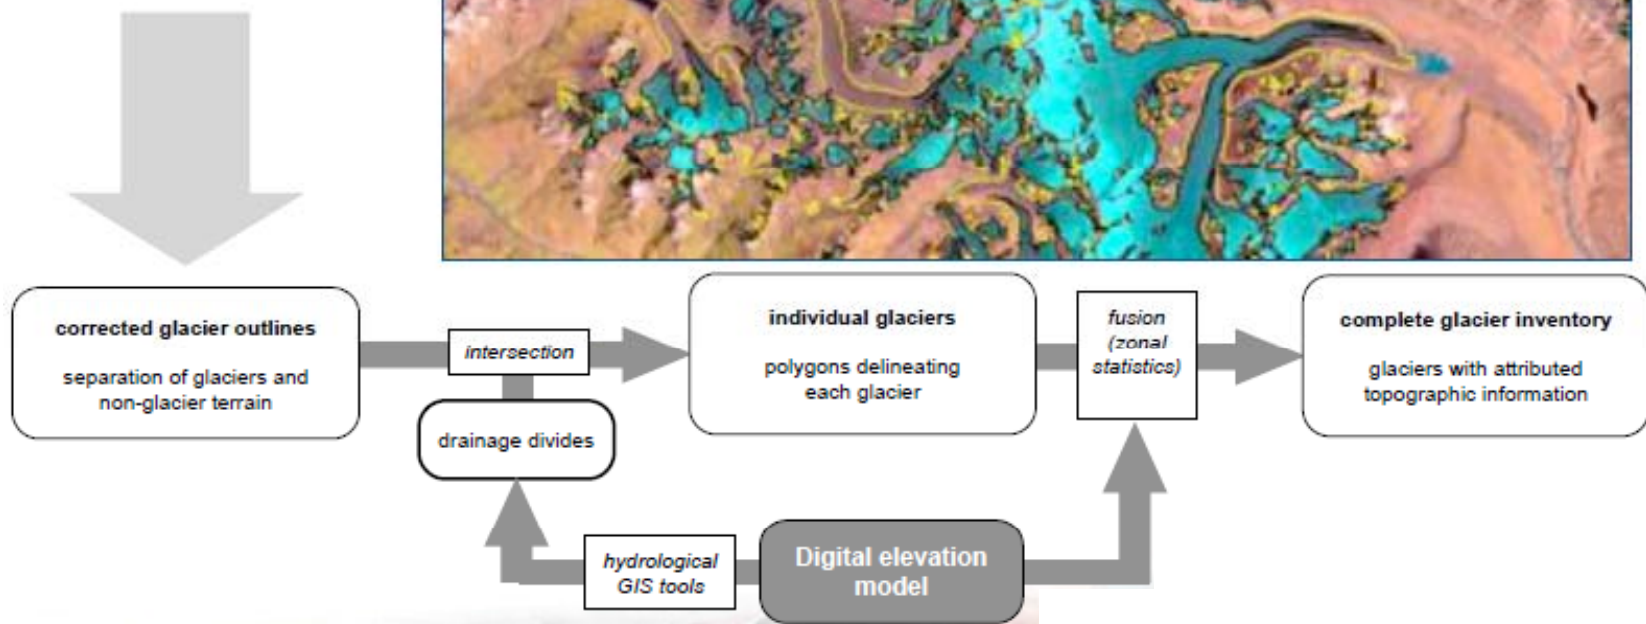 corrected glacier outlines
separation of glaciers and
non-glacier terrain
intersection
drainage divides
individual glaciers
polygons delineating
each glacier
fusion
(zonal
statistics)
complete glacier inventory
glaciers with attributed
topographic information
hydrological
GIS tools
Digital elevation
model